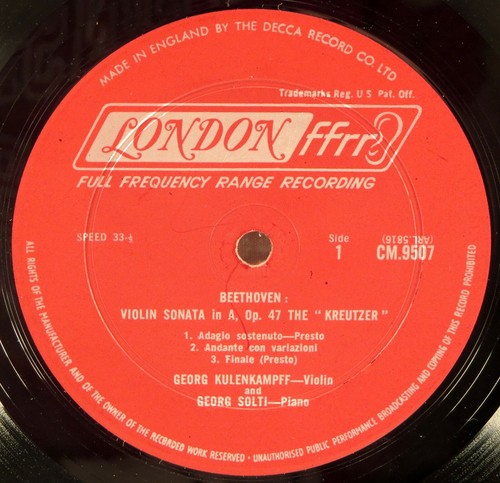 MADE IN ENGLAND BY THE DECCA RECORD CO. LTD
Trademarks Reg. U S Pat. Off.
LONDON ffrr
FULL FREQUENCY RANGE RECORDING
SPEED 33-⅓
Side 1
(ARL.5816)
CM.9507
BEETHOVEN :
VIOLIN SONATA in A, Op. 47 THE " KREUTZER "
1. Adagio sostenuto—Presto
2. Andante con variazioni
3. Finale (Presto)
GEORG KULENKAMPFF—Violin
and
GEORG SOLTI—Piano
ALL RIGHTS OF THE MANUFACTURER AND OF THE OWNER OF THE RECORDED WORK RESERVED · UNAUTHORISED PUBLIC PERFORMANCE BROADCASTING AND COPYING OF THIS RECORD PROHIBITED